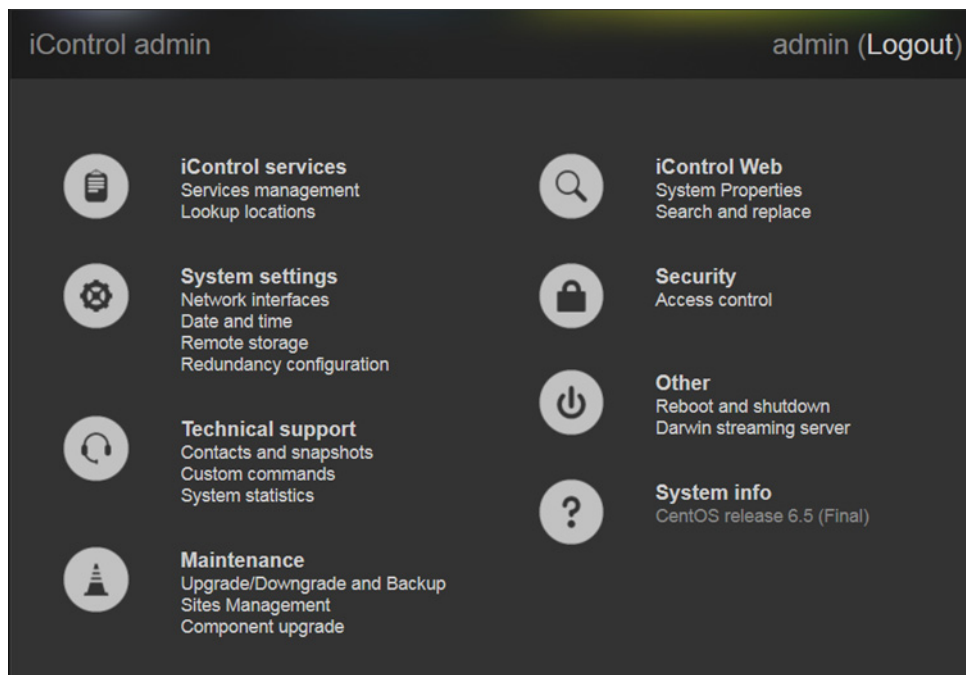 iControl admin
admin (Logout)
iControl services
Services management
Lookup locations
System settings
Network interfaces
Date and time
Remote storage
Redundancy configuration
Technical support
Contacts and snapshots
Custom commands
System statistics
Maintenance
Upgrade/Downgrade and Backup
Sites Management
Component upgrade
iControl Web
System Properties
Search and replace
Security
Access control
Other
Reboot and shutdown
Darwin streaming server
System info
CentOS release 6.5 (Final)